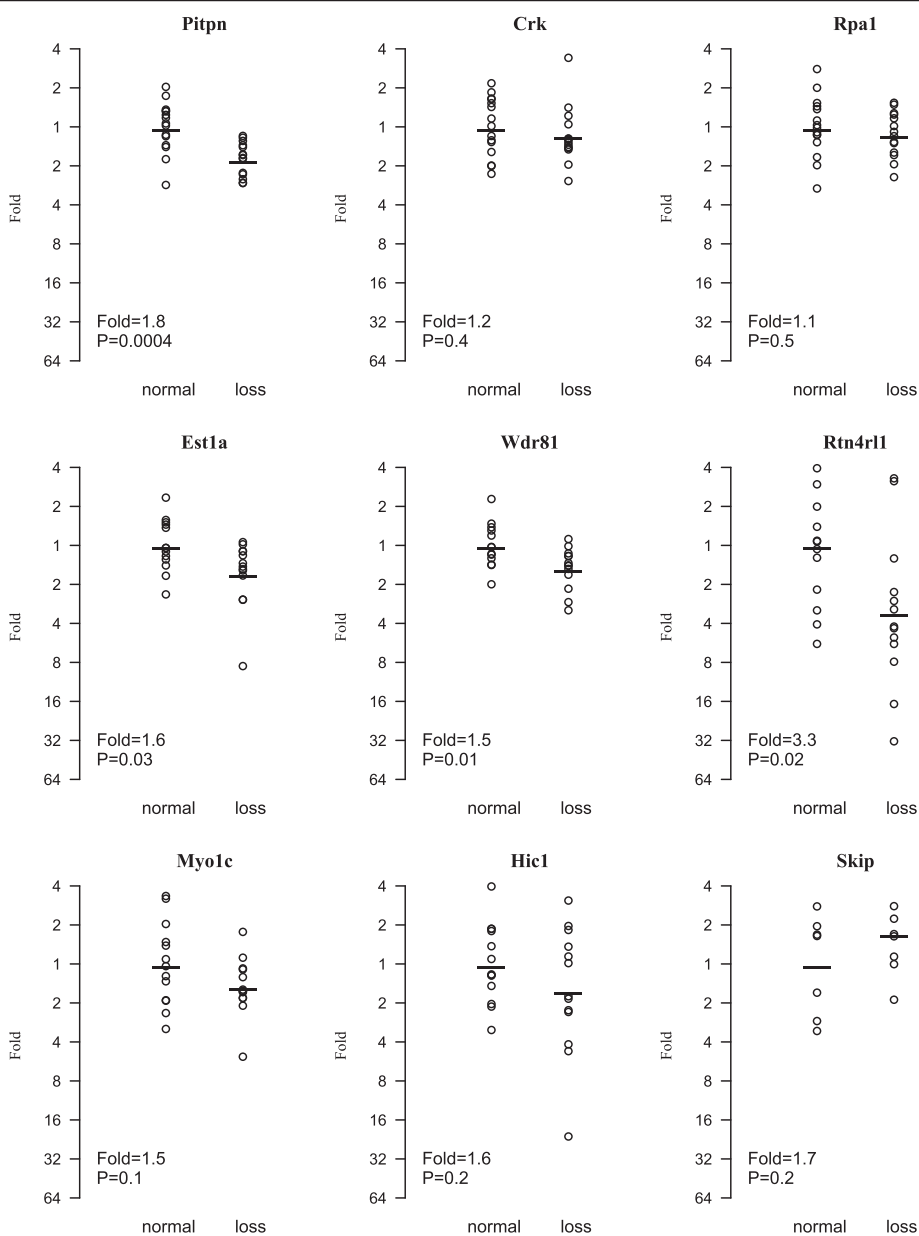 Pitpn
Crk
Rpa1
4
2
1
2
4
8
16
32
64
Fold
Fold=1.8
P=0.0004
normal loss
4
2
1
2
4
8
16
32
64
Fold
Fold=1.2
P=0.4
normal loss
4
2
1
2
4
8
16
32
64
Fold
Fold=1.1
P=0.5
normal loss
Est1a
Wdr81
Rtn4rl1
4
2
1
2
4
8
16
32
64
Fold
Fold=1.6
P=0.03
normal loss
4
2
1
2
4
8
16
32
64
Fold
Fold=1.5
P=0.01
normal loss
4
2
1
2
4
8
16
32
64
Fold
Fold=3.3
P=0.02
normal loss
Myo1c
Hic1
Skip
4
2
1
2
4
8
16
32
64
Fold
Fold=1.5
P=0.1
normal loss
4
2
1
2
4
8
16
32
64
Fold
Fold=1.6
P=0.2
normal loss
4
2
1
2
4
8
16
32
64
Fold
Fold=1.7
P=0.2
normal loss